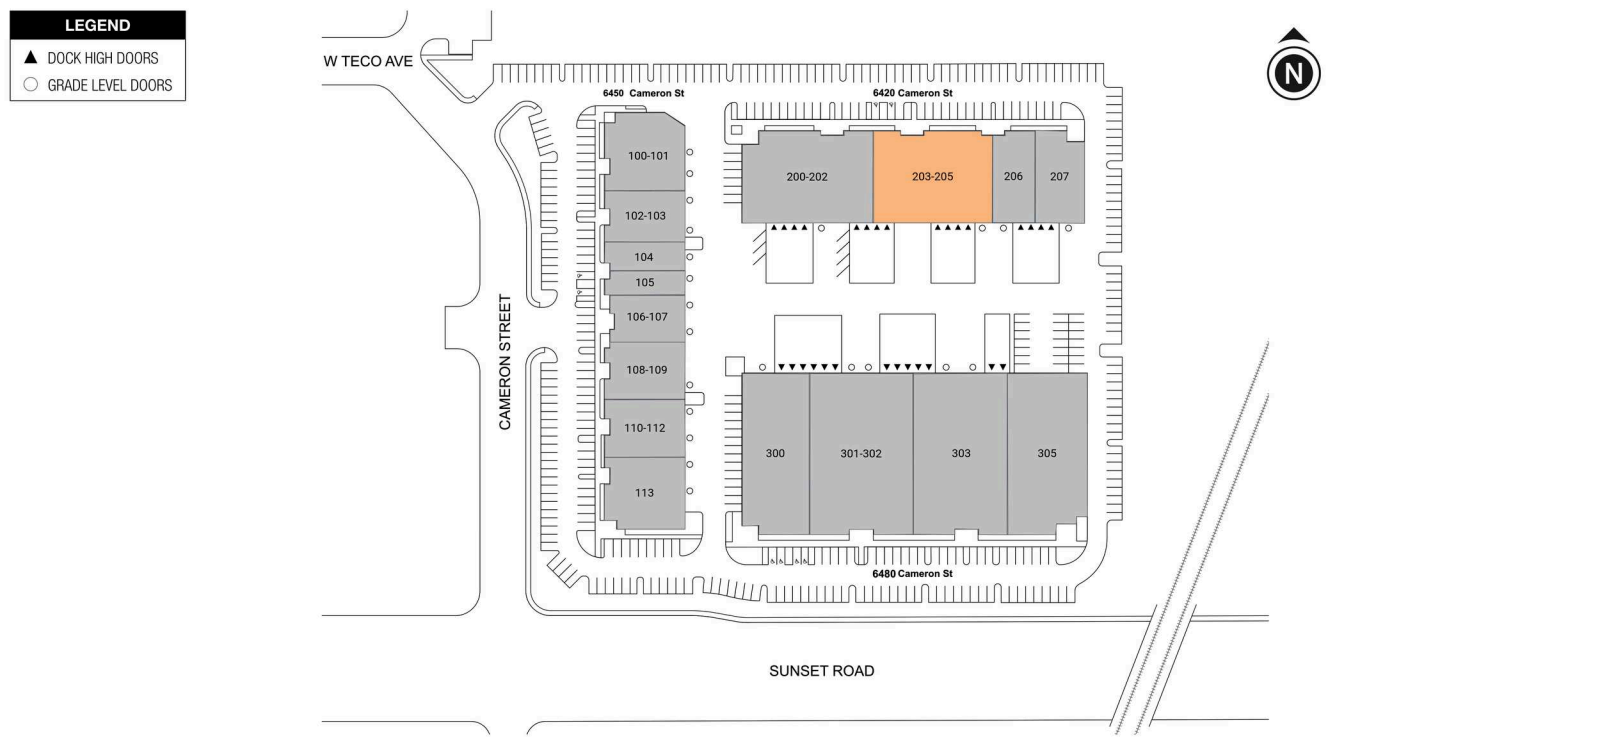 LEGEND
DOCK HIGH DOORS
GRADE LEVEL DOORS
W TECO AVE
N
6450 Cameron St
6420 Cameron St
100-101
102-103
104
105
106-107
108-109
110-112
113
200-202
203-205
206
207
CAMERON STREET
300
301-302
303
305
6480 Cameron St
SUNSET ROAD